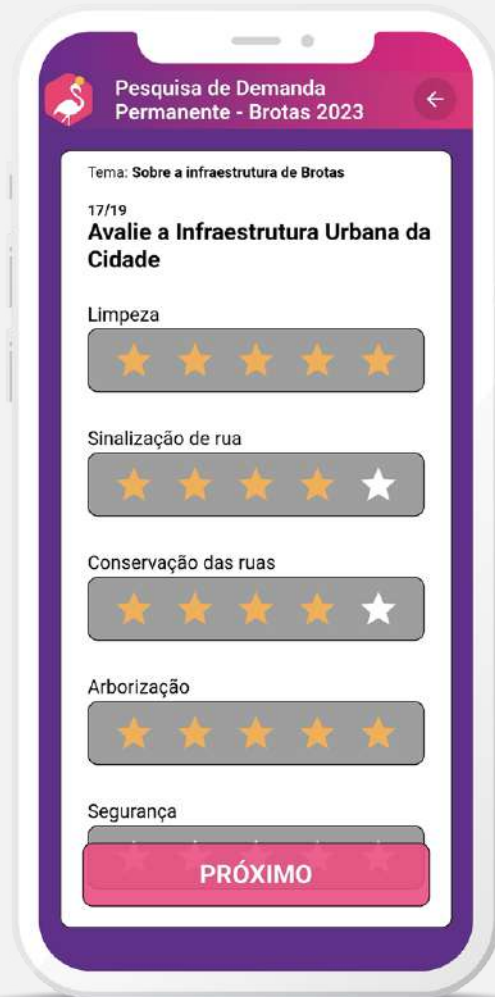 Pesquisa de Demanda
Permanente - Brotas 2023
Tema: Sobre a infraestrutura de Brotas
17/19
Avalie a Infraestrutura Urbana da
Cidade
Limpeza
Sinalização de rua
Conservação das ruas
Arborização
Segurança
PRÓXIMO